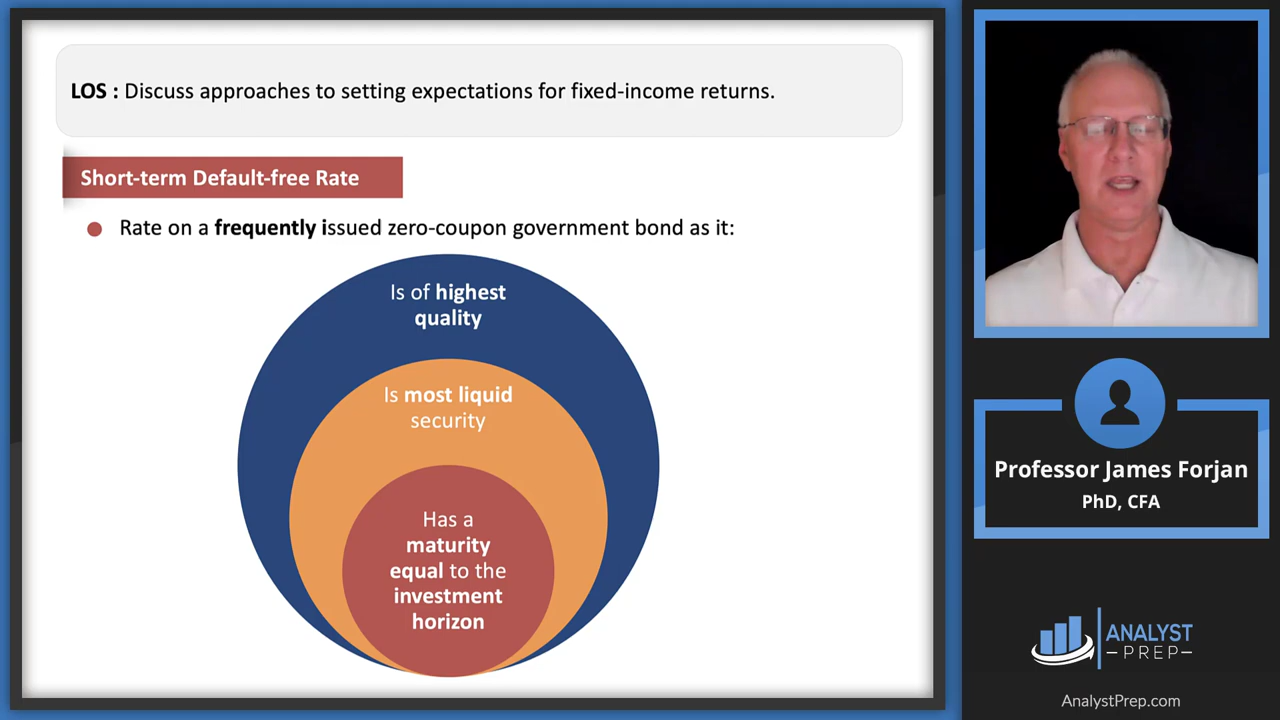 LOS : Discuss approaches to setting expectations for fixed-income returns.
Short-term Default-free Rate
Rate on a frequently issued zero-coupon government bond as it:
Is of highest
quality
Is most liquid
security
Has a
maturity
equal to the
investment
horizon
Professor James Forjan
PhD, CFA
ANALYST
PREP
AnalystPrep.com